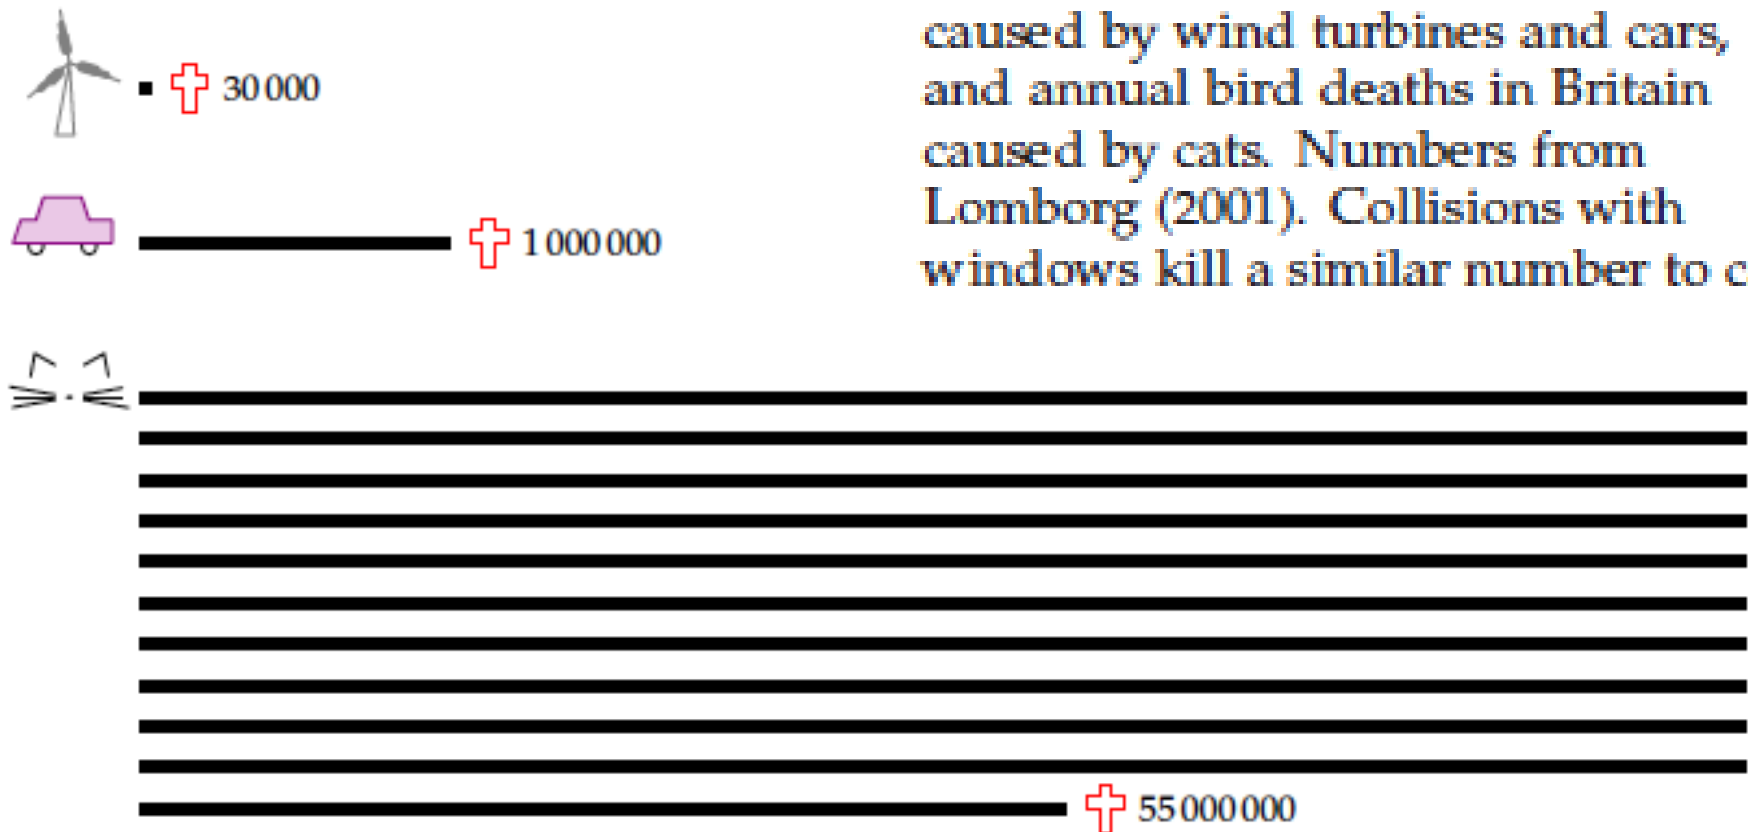 caused by wind turbines and cars,
and annual bird deaths in Britain
caused by cats. Numbers from
Lomborg (2001). Collisions with
windows kill a similar number to
30 000
1 000 000
55 000 000